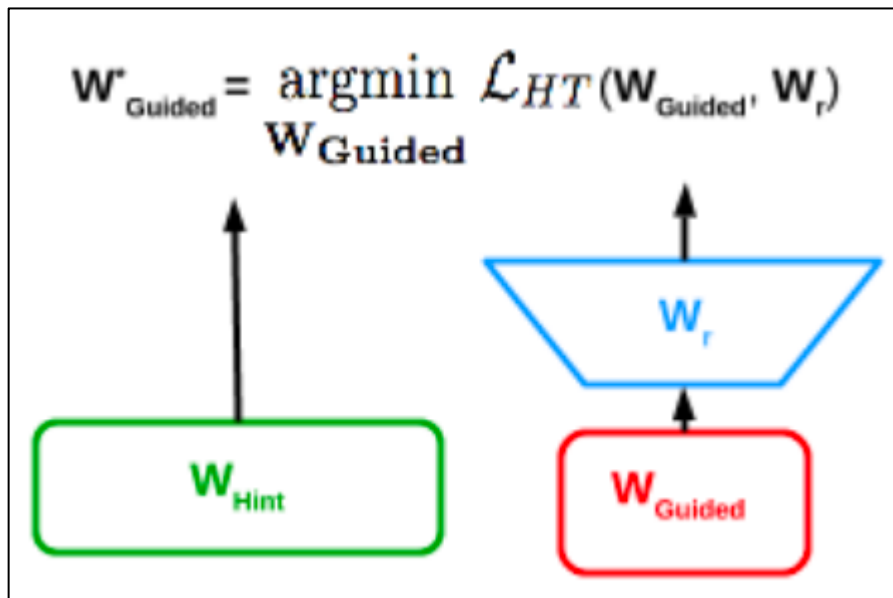 W*Guided = argmin ℒHT(WGuided, Wr)
WGuided
Wr
WHint
WGuided